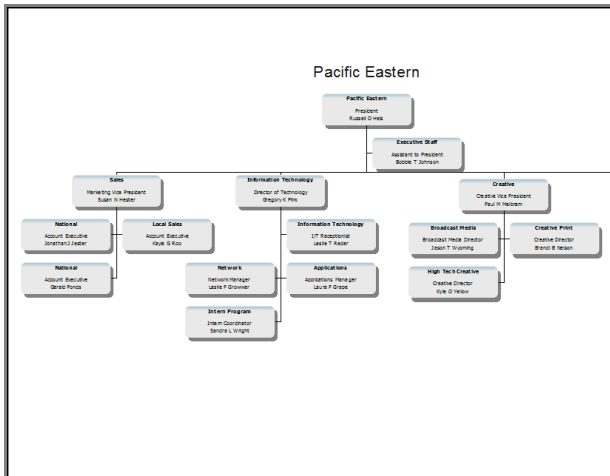 Pacific Eastern
Pacific Eastern
President
Russell O Hels
Executive Staff
Assistant to President
Bobbie T Johnson
Sales
Marketing Vice President
Susan N Hester
Information Technology
Director of Technology
Gregory K Pink
Creative
Creative Vice President
Paul M
National
Account Executive
Jonathan J Jester
Local Sales
Account Executive
Kayla G Roo
Information Technology
I/T Receptionist
Leslie T Racer
Broadcast Media
Broadcast Media Director
Jason T Wyoming
Creative Print
Creative Director
Brandi B Nelson
National
Account Executive
Gerald Ponds
Network
Network Manager
Leslie F Growwer
Applications
Applications Manager
Laura F Grape
High Tech Creative
Creative Director
Kyle O Yellow
Intern Program
Intern Coordinator
Sandra L Wright